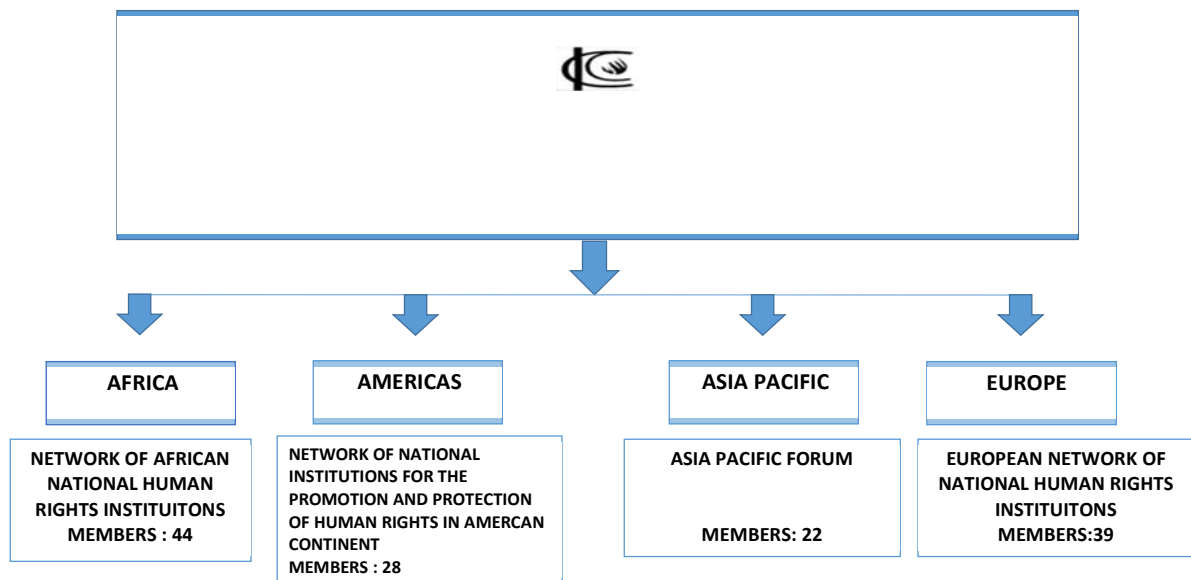 AFRICA
AMERICAS
ASIA PACIFIC
EUROPE
NETWORK OF AFRICAN
NATIONAL HUMAN
RIGHTS INSTITUITONS
MEMBERS : 44
NETWORK OF NATIONAL
INSTITUTIONS FOR THE
PROMOTION AND PROTECTION
OF HUMAN RIGHTS IN AMERCAN
CONTINENT
MEMBERS : 28
ASIA PACIFIC FORUM
MEMBERS: 22
EUROPEAN NETWORK OF
NATIONAL HUMAN RIGHTS
INSTITUITONS
MEMBERS:39